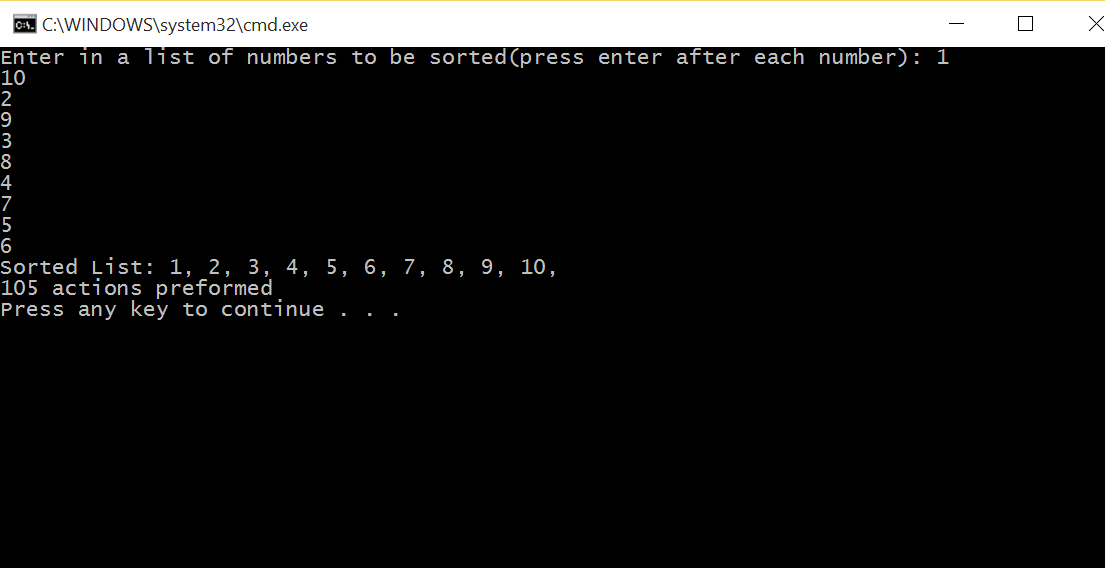 C:\WINDOWS\system32\cmd.exe
Enter in a list of numbers to be sorted(press enter after each number): 1
10
2
9
3
8
4
7
5
6
Sorted List: 1, 2, 3, 4, 5, 6, 7, 8, 9, 10,
105 actions preformed
Press any key to continue . . .